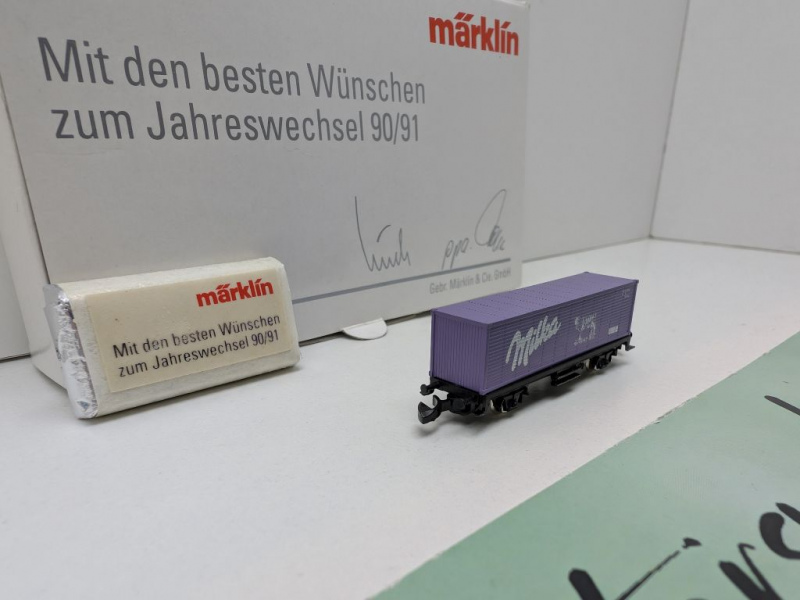 märklin
Mit den besten Wünschen
zum Jahreswechsel 90/91
ppa.
Gebr. Märklin & Cie. GmbH
märklin
Mit den besten Wünschen
zum Jahreswechsel 90/91
Milka